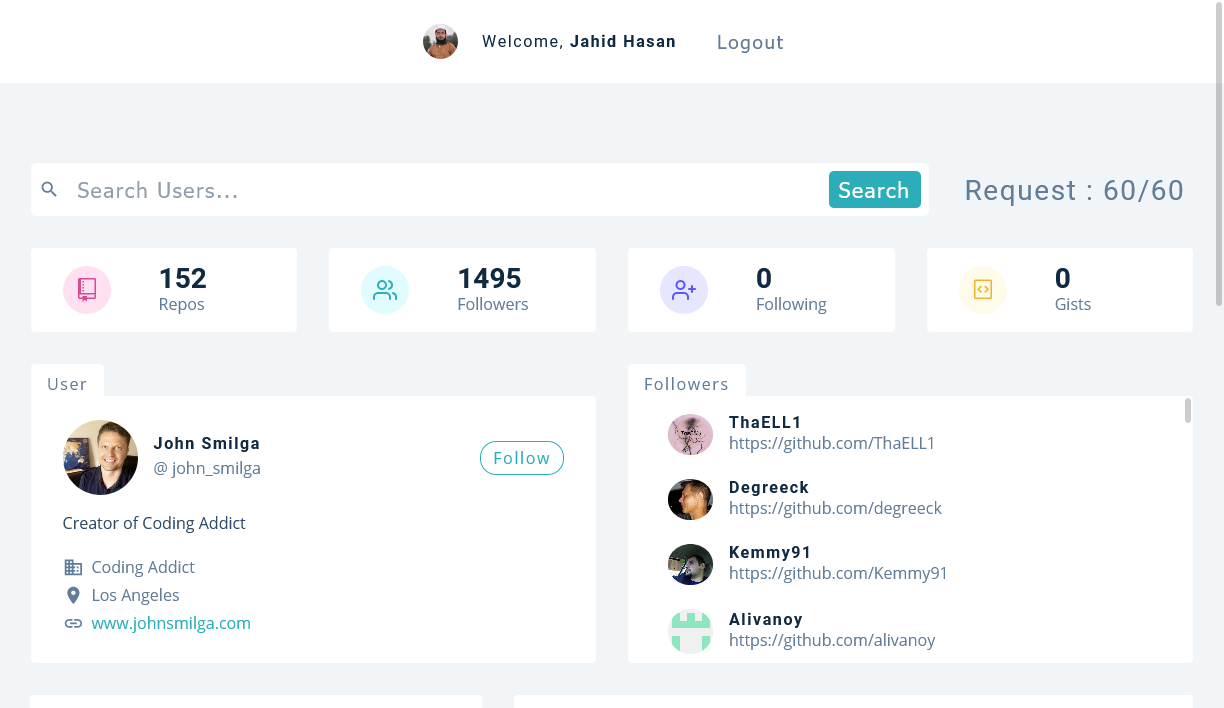 Welcome, Jahid Hasan
Logout
Search Users...
Search
Request : 60/60
152
Repos
1495
Followers
0
Following
0
Gists
User
John Smilga
@ john_smilga
Follow
Creator of Coding Addict
Coding Addict
Los Angeles
www.johnsmilga.com
Followers
ThaELL1
https://github.com/ThaELL1
Degreeck
https://github.com/degreeck
Kemmy91
https://github.com/Kemmy91
Alivanoy
https://github.com/alivanoy